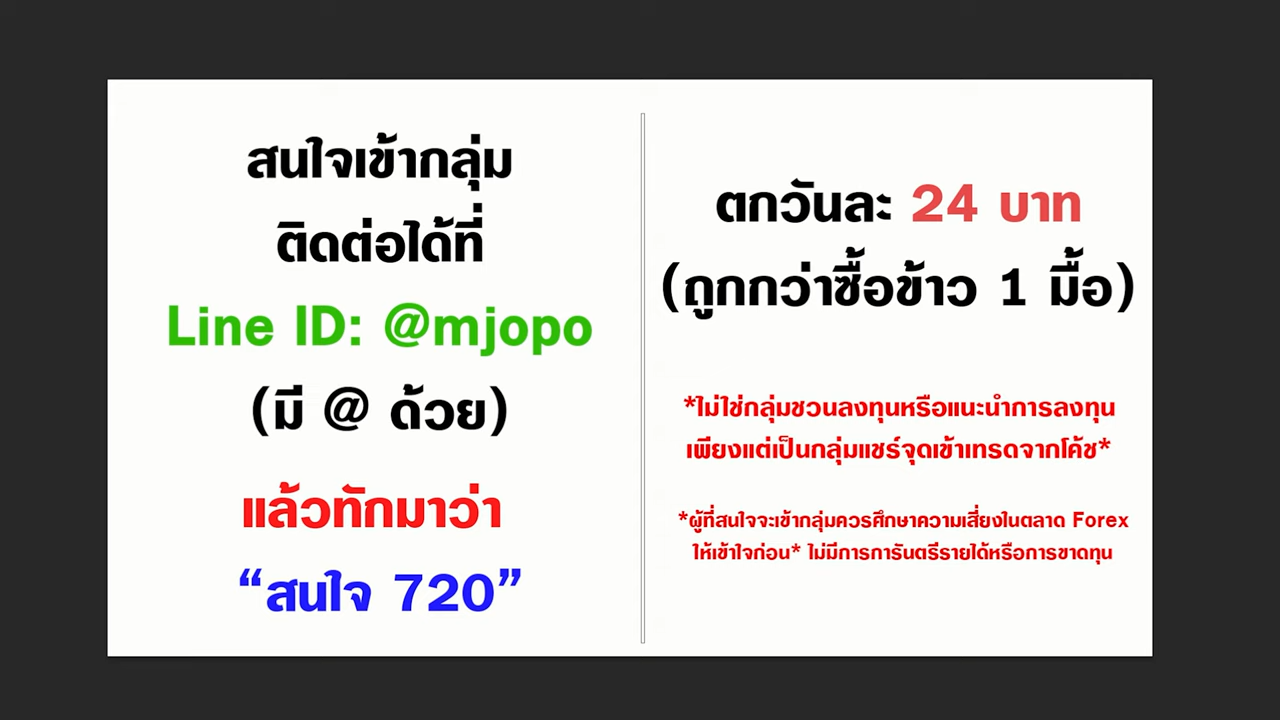 สนใจเข้ากลุ่ม
ติดต่อได้ที่
Line ID: @mjopo
(มี @ ด้วย)
แล้วทักมาว่า
“สนใจ 720”
ตกวันละ 24 บาท
(ถูกกว่าซื้อข้าว 1 มื้อ)
*ไม่ใช่กลุ่มชวนลงทุนหรือแนะนำการลงทุน
เพียงแต่เป็นกลุ่มแชร์จุดเข้าเทรดจากโค้ช*
*ผู้ที่สนใจจะเข้ากลุ่มควรศึกษาความเสี่ยงในตลาด Forex
ให้เข้าใจก่อน* ไม่มีการการันตรีรายได้หรือการขาดทุน